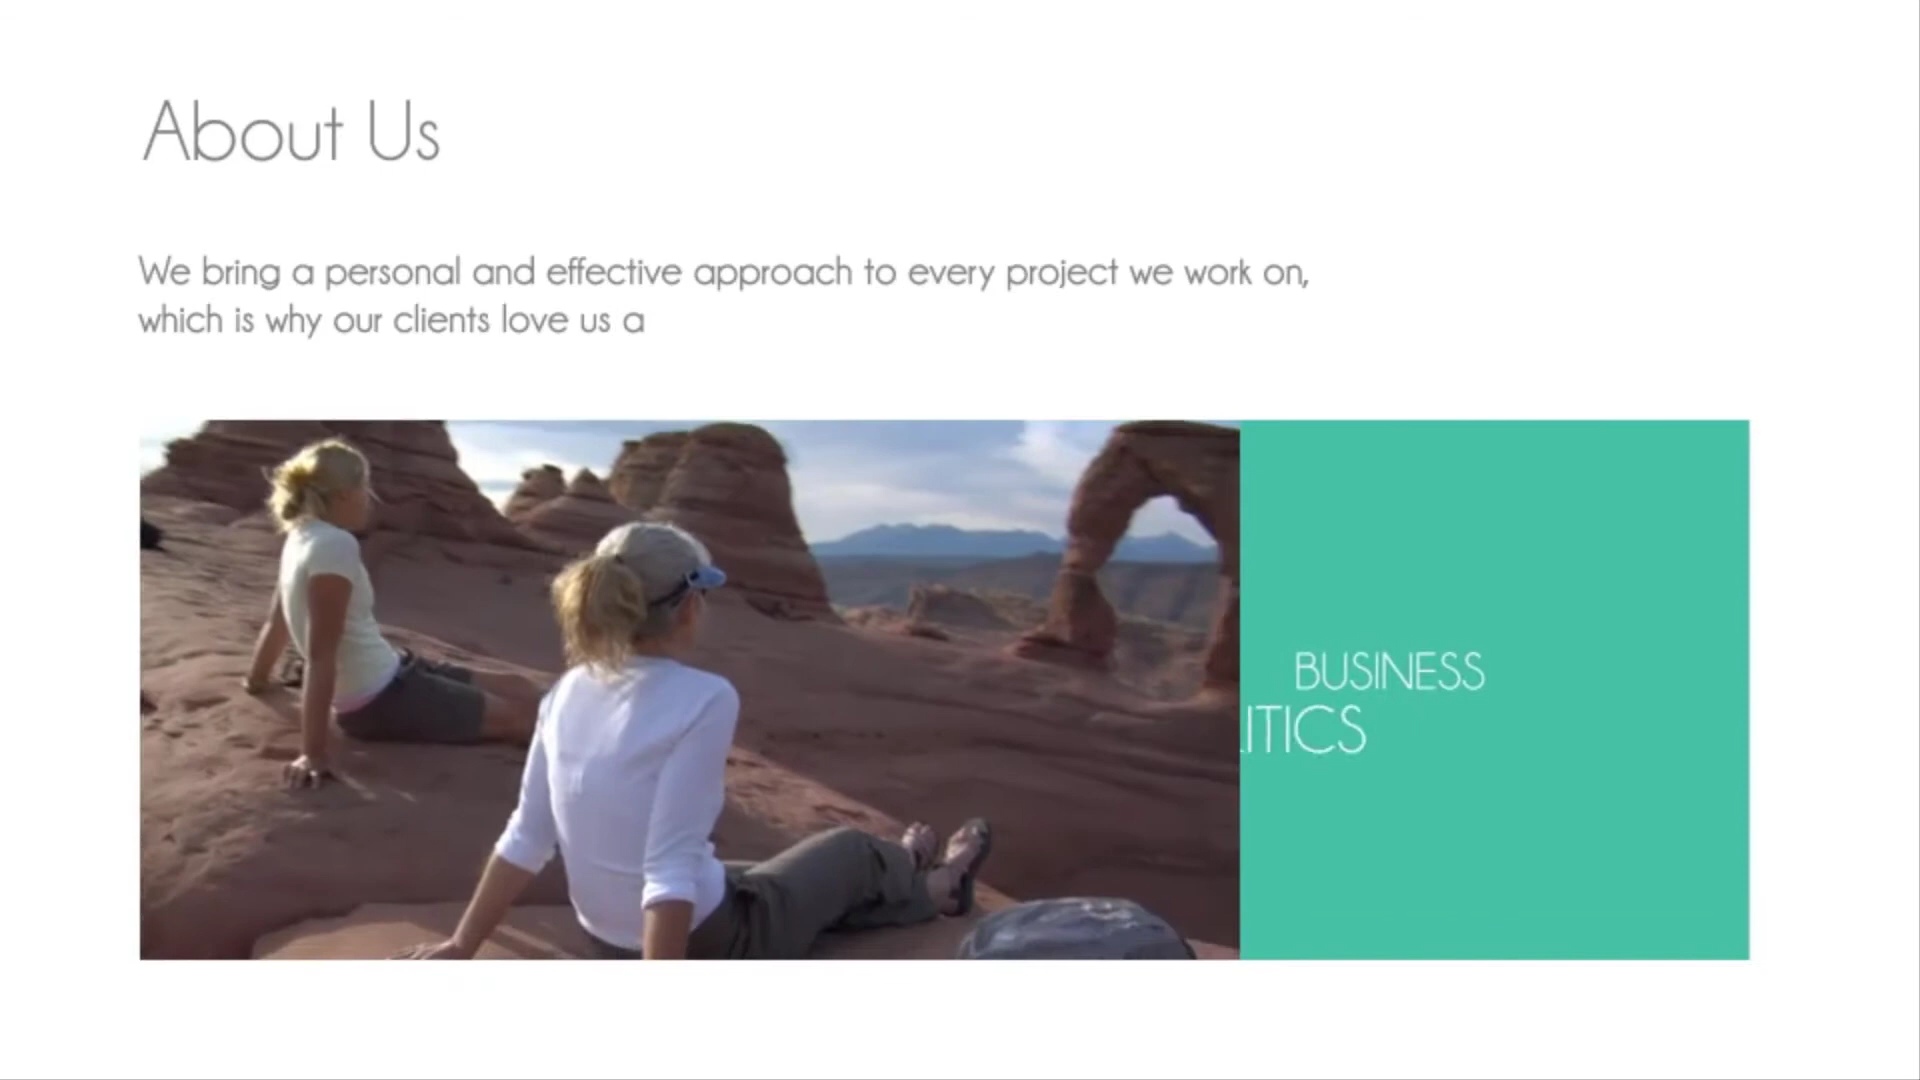 About Us
We bring a personal and effective approach to every project we work on,
which is why our clients love us a
BUSINESS
ITICS